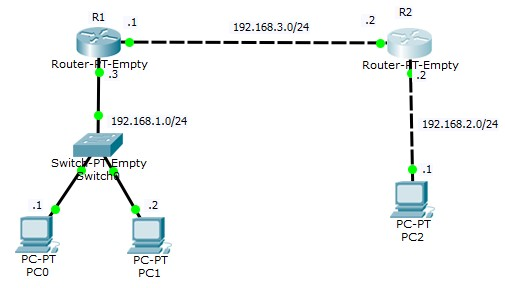 R1
.1
192.168.3.0/24
.2
R2
Router-PT-Empty
.3
Router-PT-Empty
.2
192.168.1.0/24
192.168.2.0/24
Switch-PT-Empty
Switch0
.1
.2
.1
PC-PT
PC0
PC-PT
PC1
PC-PT
PC2